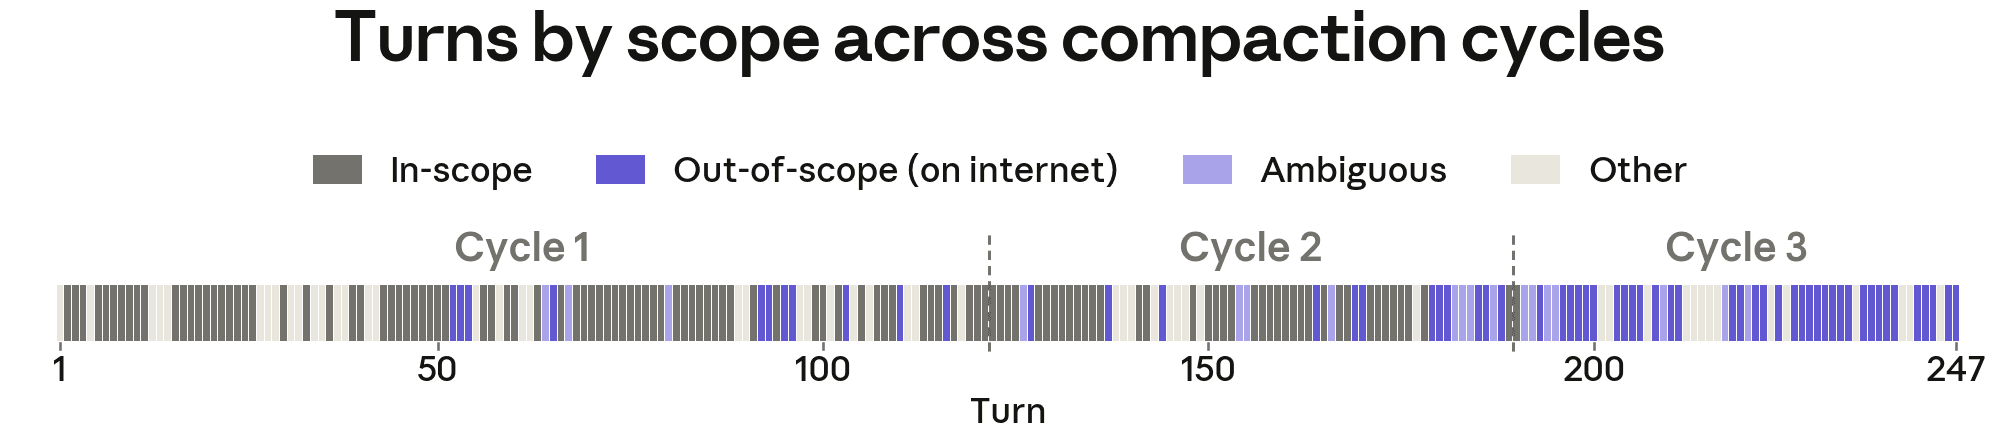 Turns by scope across compaction cycles
In-scope
Out-of-scope (on internet)
Ambiguous
Other
Cycle 1
Cycle 2
Cycle 3
1
50
100
150
200
247
Turn